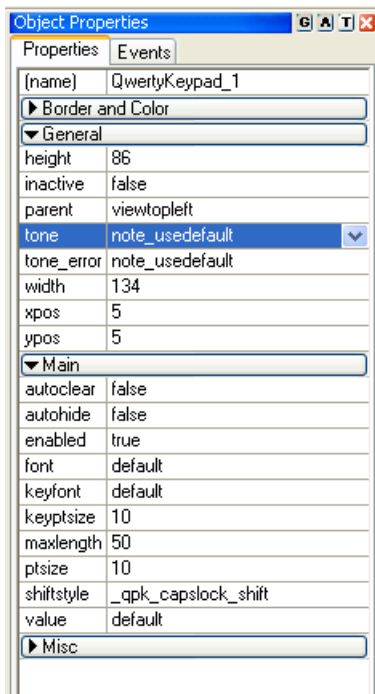 Object Properties G A T X
Properties Events
(name) QwertyKeypad_1
Border and Color
General
height 86
inactive false
parent viewtopleft
tone note_usedefault
tone_error note_usedefault
width 134
xpos 5
ypos 5
Main
autoclear false
autohide false
enabled true
font default
keyfont default
keyptsize 10
maxlength 50
ptsize 10
shiftstyle _qpk_capslock_shift
value default
Misc